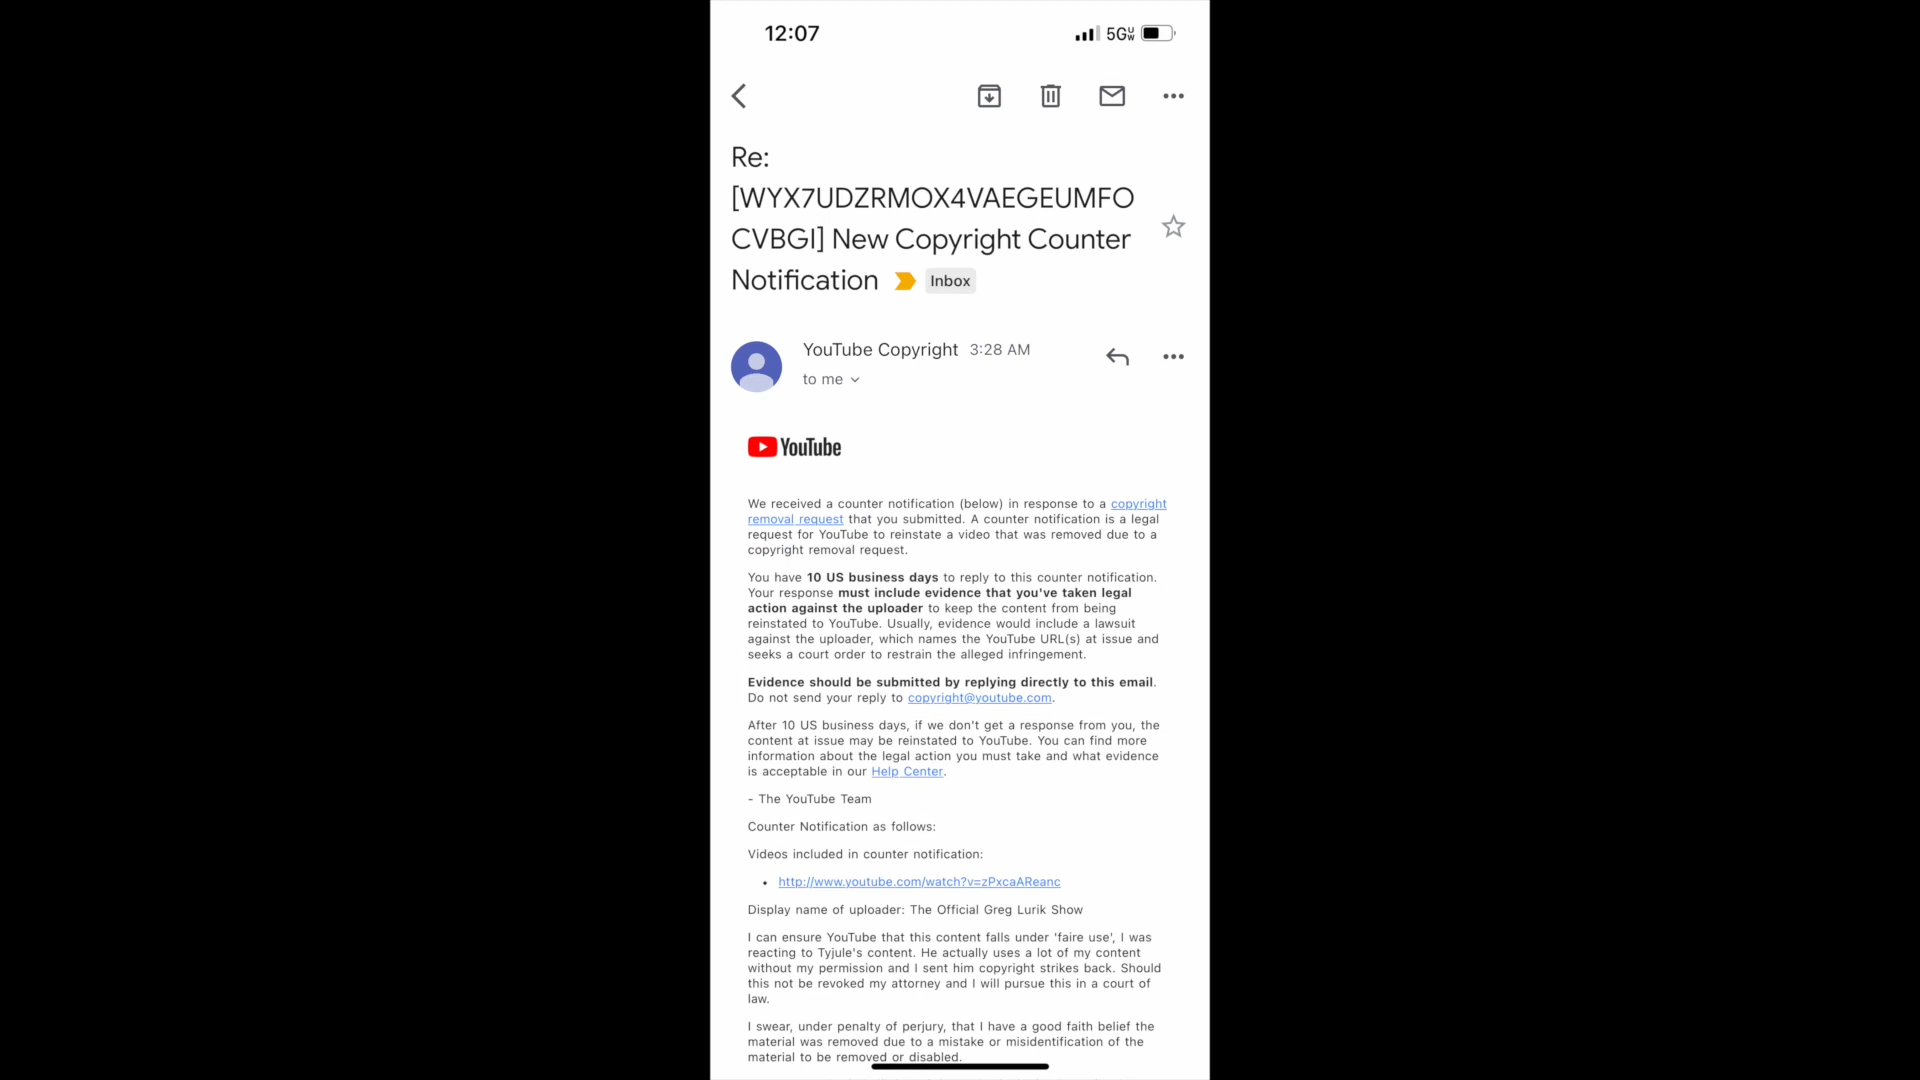 12:07
5GUW
Re:
[WYX7UDZRMOX4VAEGEUMFO
CVBGI] New Copyright Counter
Notification Inbox
YouTube Copyright 3:28 AM
to me
YouTube
We received a counter notification (below) in response to a copyright
removal request that you submitted. A counter notification is a legal
request for YouTube to reinstate a video that was removed due to a
copyright removal request.
You have 10 US business days to reply to this counter notification.
Your response must include evidence that you've taken legal
action against the uploader to keep the content from being
reinstated to YouTube. Usually, evidence would include a lawsuit
against the uploader, which names the YouTube URL(s) at issue and
seeks a court order to restrain the alleged infringement.
Evidence should be submitted by replying directly to this email.
Do not send your reply to copyright@youtube.com.
After 10 US business days, if we don't get a response from you, the
content at issue may be reinstated to YouTube. You can find more
information about the legal action you must take and what evidence
is acceptable in our Help Center.
- The YouTube Team
Counter Notification as follows:
Videos included in counter notification:
• http://www.youtube.com/watch?v=zPxcaAReanc
Display name of uploader: The Official Greg Lurik Show
I can ensure YouTube that this content falls under 'faire use', I was
reacting to Tyjule's content. He actually uses a lot of my content
without my permission and I sent him copyright strikes back. Should
this not be revoked my attorney and I will pursue this in a court of
law.
I swear, under penalty of perjury, that I have a good faith belief the
material was removed due to a mistake or misidentification of the
material to be removed or disabled.